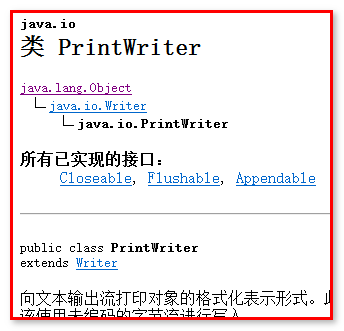 java.io
类 PrintWriter
java.lang.Object
java.io.Writer
java.io.PrintWriter
所有已实现的接口：
Closeable, Flushable, Appendable
public class PrintWriter
extends Writer
向文本输出流打印对象的格式化表示形式。此
该使用未编码的字节流进行写入